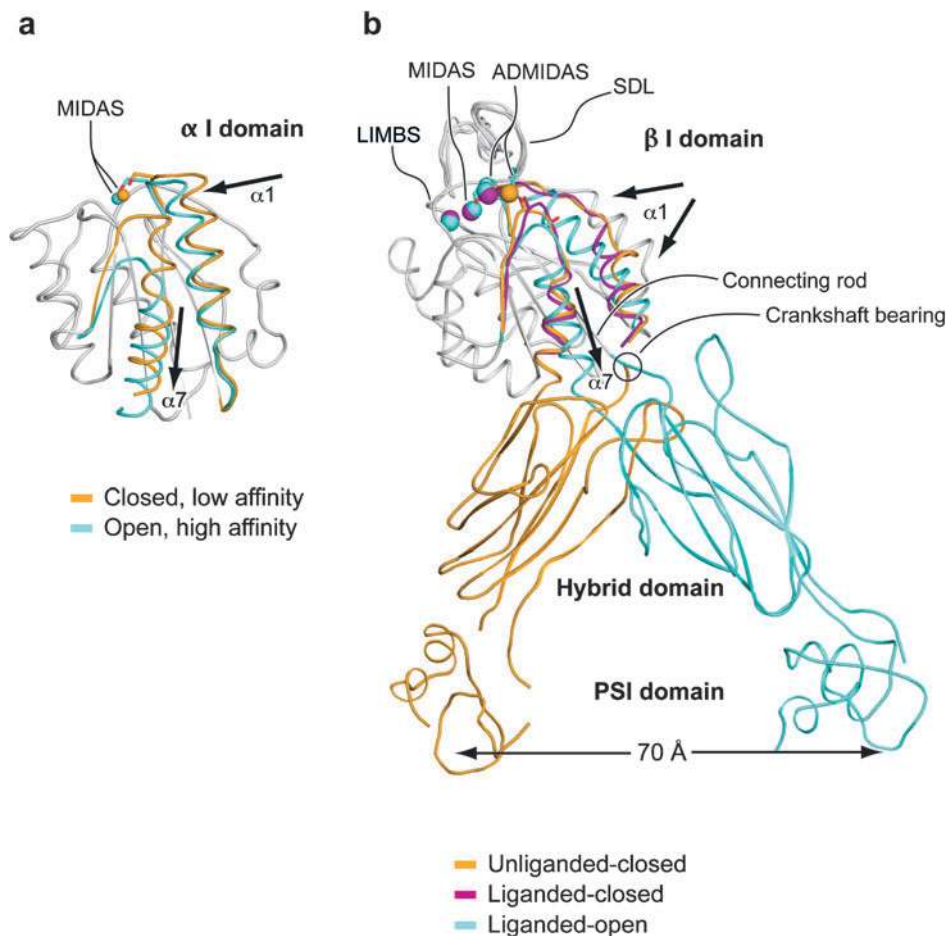 a
MIDAS
α I domain
α1
α7
Closed, low affinity
Open, high affinity
b
MIDAS
ADMIDAS
SDL
LIMBS
β I domain
α1
Connecting rod
Crankshaft bearing
α7
Hybrid domain
PSI domain
70 Å
Unliganded-closed
Liganded-closed
Liganded-open